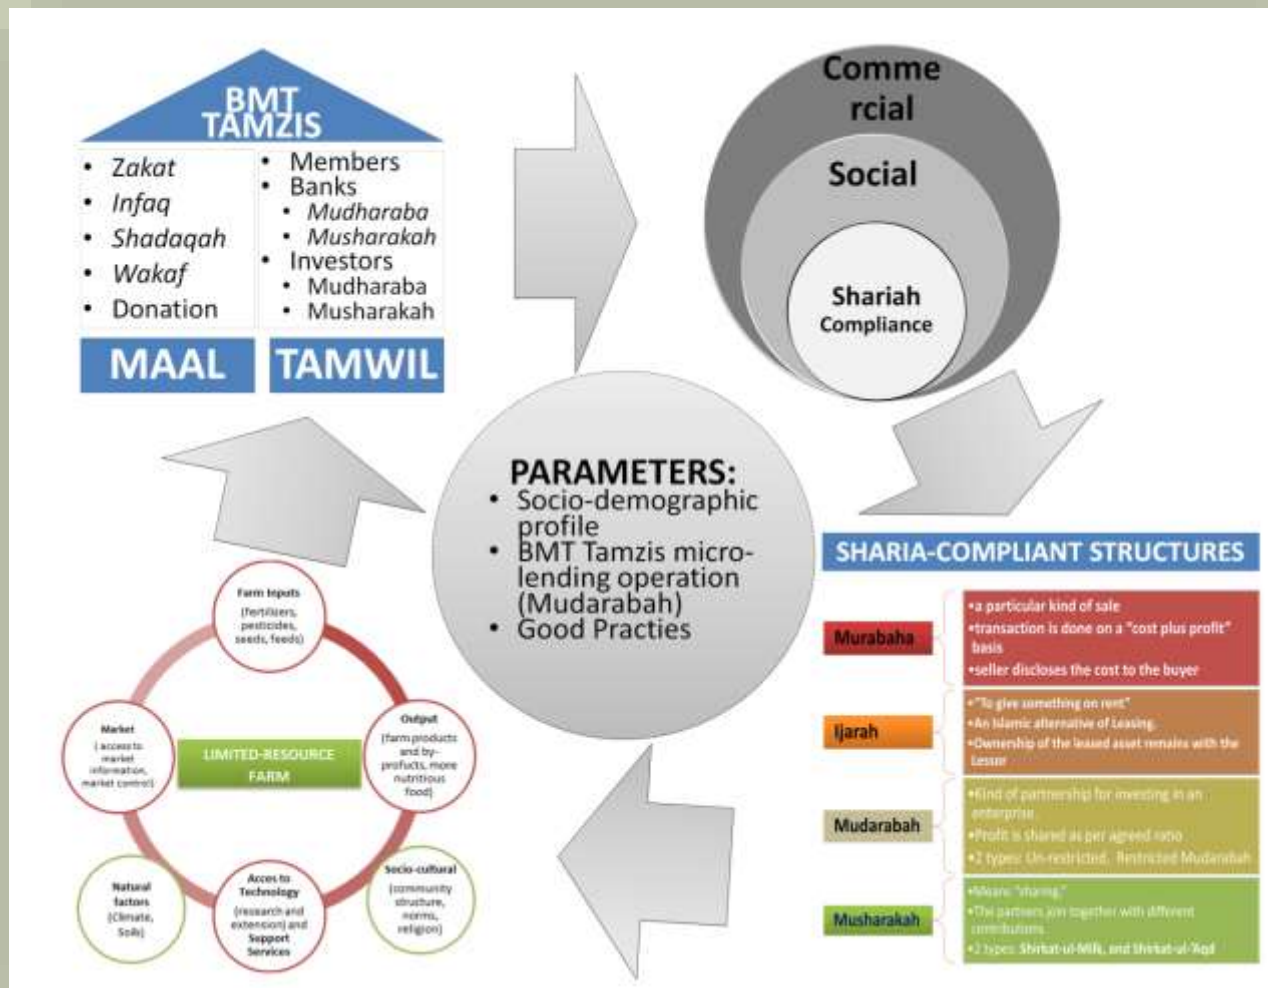 BMT
TAMZIS
• Zakat
• Infaq
• Shadaqah
• Wakaf
• Donation
• Members
• Banks
• Mudharaba
• Musharakah
• Investors
• Mudharaba
• Musharakah
MAAL
TAMWIL
Comme
rcial
Social
Shariah
Compliance
PARAMETERS:
• Socio-demographic
profile
• BMT Tamzis micro-
lending operation
(Mudarabah)
• Good Practies
SHARIA-COMPLIANT STRUCTURES
Murabaha
•a particular kind of sale
•transaction is done on a "cost plus profit"
basis
•seller discloses the cost to the buyer
Ijarah
•"To give something on rent"
•An Islamic alternative of Leasing.
•Ownership of the leased asset remains with the
Lessor
Mudarabah
•Kind of partnership for investing in an
enterprise.
•Profit is shared as per agreed ratio
•2 types: Un-restricted, Restricted Mudarabah
Musharakah
•Means "sharing,"
•The partners join together with different
contributions.
•2 types: Shirkat-ul-Milk, and Shirkat-ul-'Aqd
Farm Inputs
(fertilizers,
pesticides,
seeds, feeds)
Market
( access to
market
information,
market control)
LIMITED-RESOURCE
FARM
Output
(farm products
and by-
profucts, more
nutritious
food)
Natural
factors
(Climate,
Soils)
Acces to
Technology
(research and
extension) and
Support
Services
Socio-cultural
(community
structure,
norms,
religion)